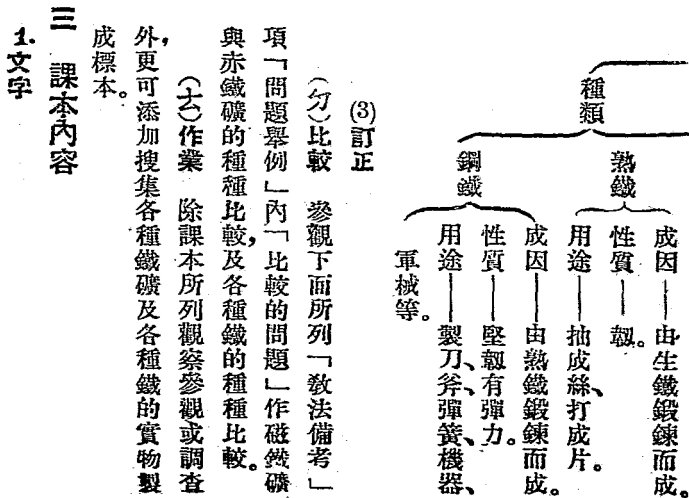 種類
熟鐵
成因——由生鐵鍛鍊而成。
性質——韌。
用途——抽成絲、打成片。
鋼鐵
成因——由熟鐵鍛鍊而成。
性質——堅韌有彈力。
用途——製刀、斧、彈簧、機器、
軍械等。
(3)訂正
(ㄉ)比較 參觀下面所列「敎法備考」
項「問題舉例」內「比較的問題」作磁鐵礦
與赤鐵礦的種種比較，及各種鐵的種種比較。
(ㄊ)作業 除課本所列觀察參觀或調查
外，更可添加搜集各種鐵礦及各種鐵的實物製
成標本。
三 課本內容
1.文字